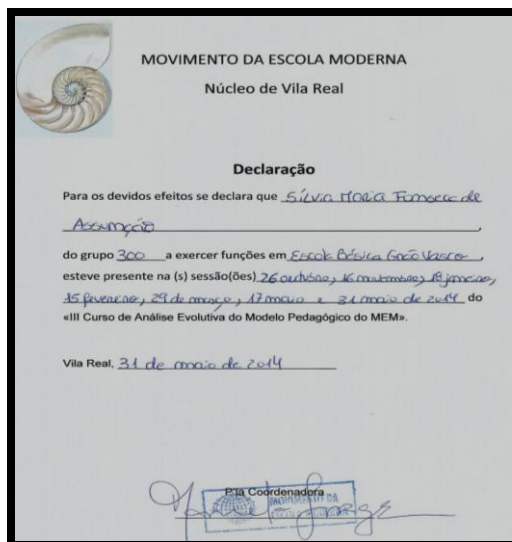 MOVIMENTO DA ESCOLA MODERNA
Núcleo de Vila Real
Declaração
Para os devidos efeitos se declara que Sílvia Maria Fonseca de
Assunção,
do grupo 300 a exercer funções em Escola Básica Grão Vasco,
esteve presente na (s) sessão(ões) 26 outubro, 16 novembro, 18 janeiro,
15 fevereiro, 29 de março, 17 maio e 31 maio de 2014 do
«III Curso de Análise Evolutiva do Modelo Pedagógico do MEM».
Vila Real, 31 de maio de 2014
P'la Coordenadora
MOVIMENTO DA